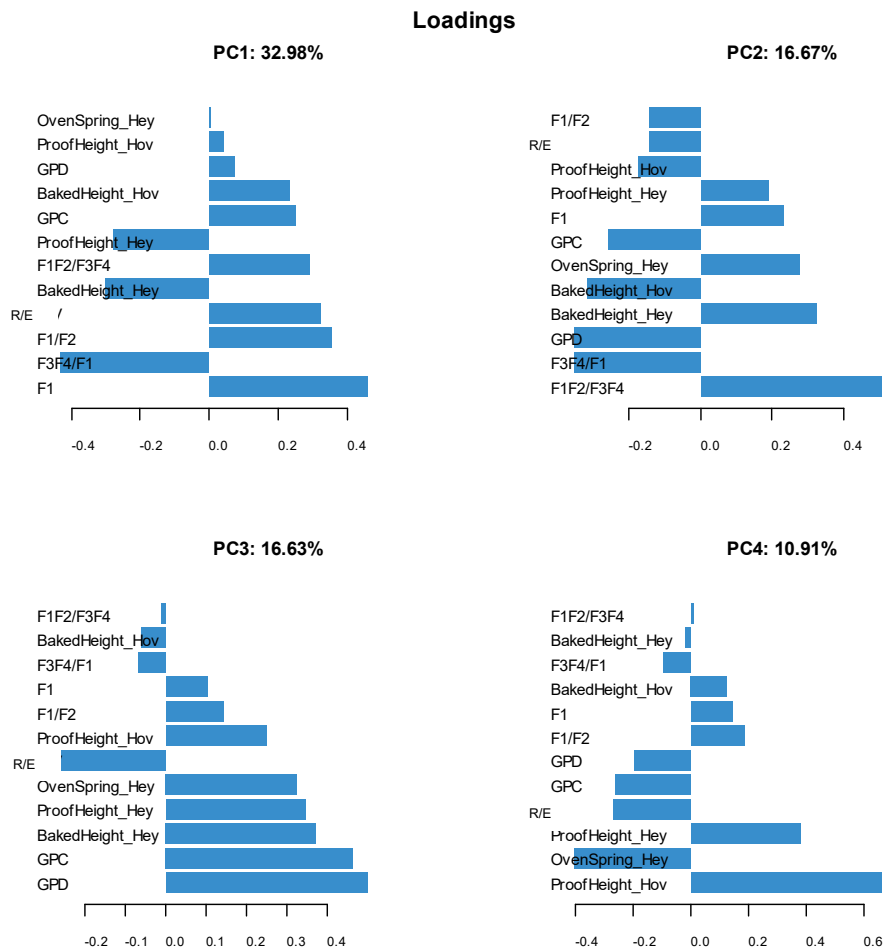 Loadings
PC1: 32.98%
OvenSpring_Hey
ProofHeight_Hov
GPD
BakedHeight_Hov
GPC
ProofHeight_Hey
F1F2/F3F4
BakedHeight_Hey
R/E
F1/F2
F3F4/F1
F1
-0.4 -0.2 0.0 0.2 0.4
PC2: 16.67%
F1/F2
R/E
ProofHeight_Hov
ProofHeight_Hey
F1
GPC
OvenSpring_Hey
BakedHeight_Hov
BakedHeight_Hey
GPD
F3F4/F1
F1F2/F3F4
-0.2 0.0 0.2 0.4
PC3: 16.63%
F1F2/F3F4
BakedHeight_Hov
F3F4/F1
F1
F1/F2
ProofHeight_Hov
R/E
OvenSpring_Hey
ProofHeight_Hey
BakedHeight_Hey
GPC
GPD
-0.2 -0.1 0.0 0.1 0.2 0.3 0.4
PC4: 10.91%
F1F2/F3F4
BakedHeight_Hey
F3F4/F1
BakedHeight_Hov
F1
F1/F2
GPD
GPC
R/E
ProofHeight_Hey
OvenSpring_Hey
ProofHeight_Hov
-0.4 -0.2 0.0 0.2 0.4 0.6